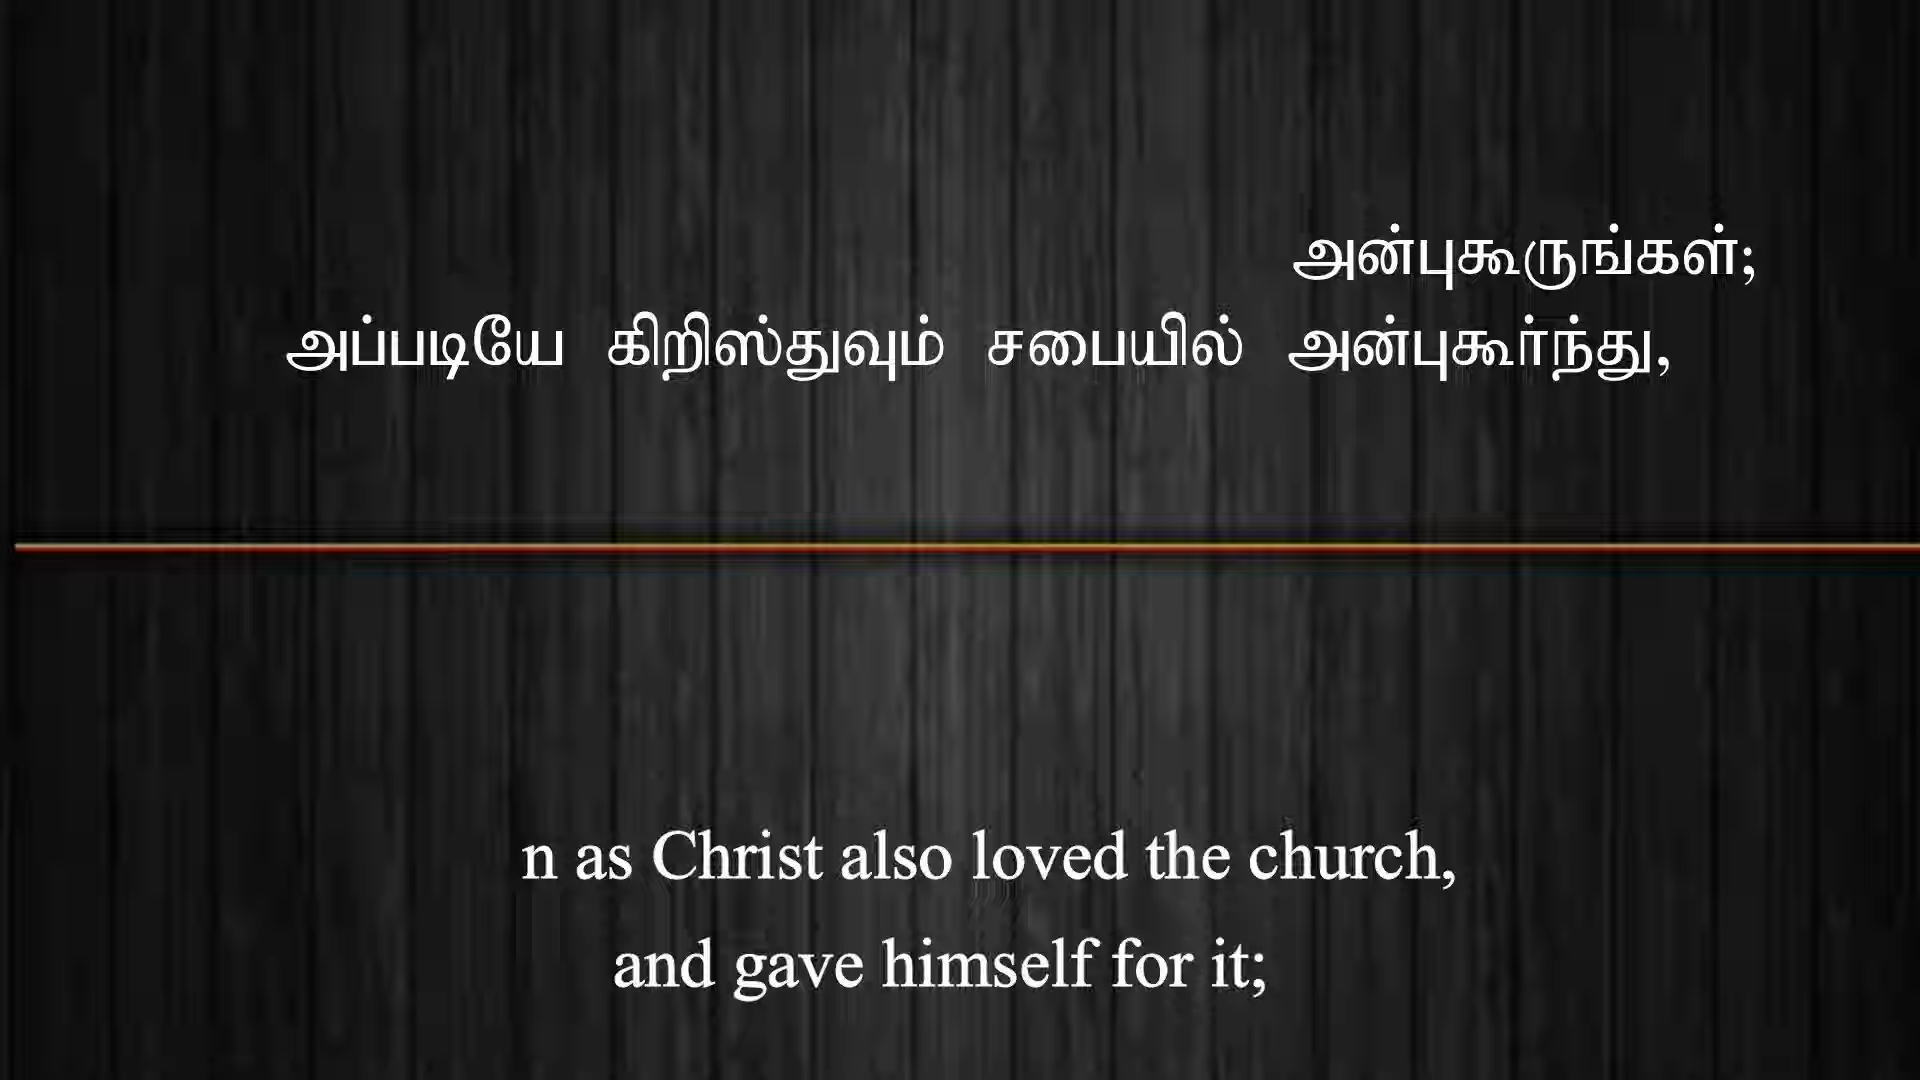 அன்புகூருங்கள்;
அப்படியே கிறிஸ்துவும் சபையில் அன்புகூர்ந்து,
n as Christ also loved the church,
and gave himself for it;